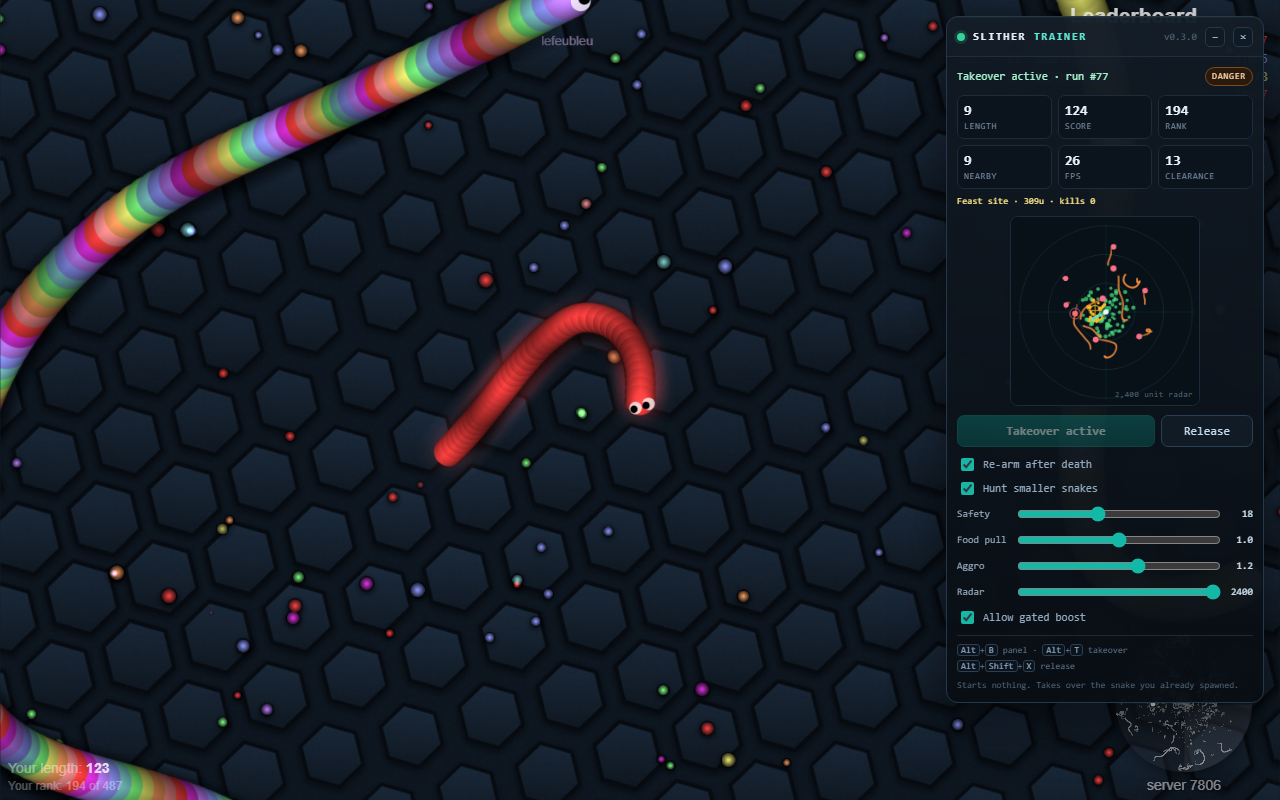 lefeubleu
Leaderboard
SLITHER TRAINER v0.3.0 − ×
Takeover active · run #77 DANGER
9 124 194
LENGTH SCORE RANK
9 26 13
NEARBY FPS CLEARANCE
Feast site · 309u · kills 0
2,400 unit radar
Takeover active Release
Re-arm after death
Hunt smaller snakes
Safety 18
Food pull 1.0
Aggro 1.2
Radar 2400
Allow gated boost
Alt+B panel · Alt+T takeover
Alt+Shift+X release
Starts nothing. Takes over the snake you already spawned.
Your length: 123
Your rank: 194 of 487
server 7806